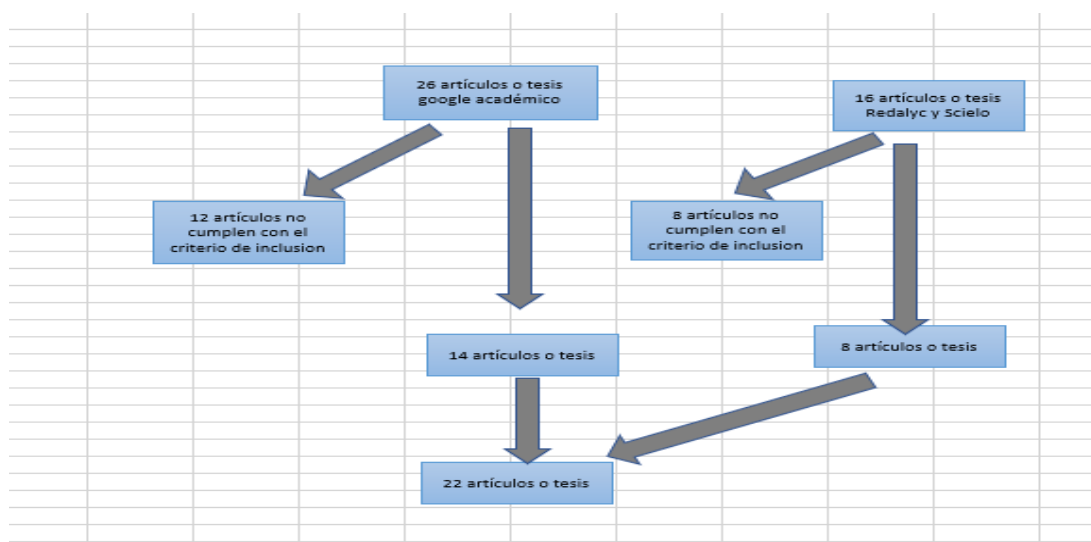 26 artículos o tesis
google académico
16 artículos o tesis
Redalyc y Scielo
12 artículos no
cumplen con el
criterio de inclusion
8 artículos no
cumplen con el
criterio de inclusion
14 artículos o tesis
8 artículos o tesis
22 artículos o tesis